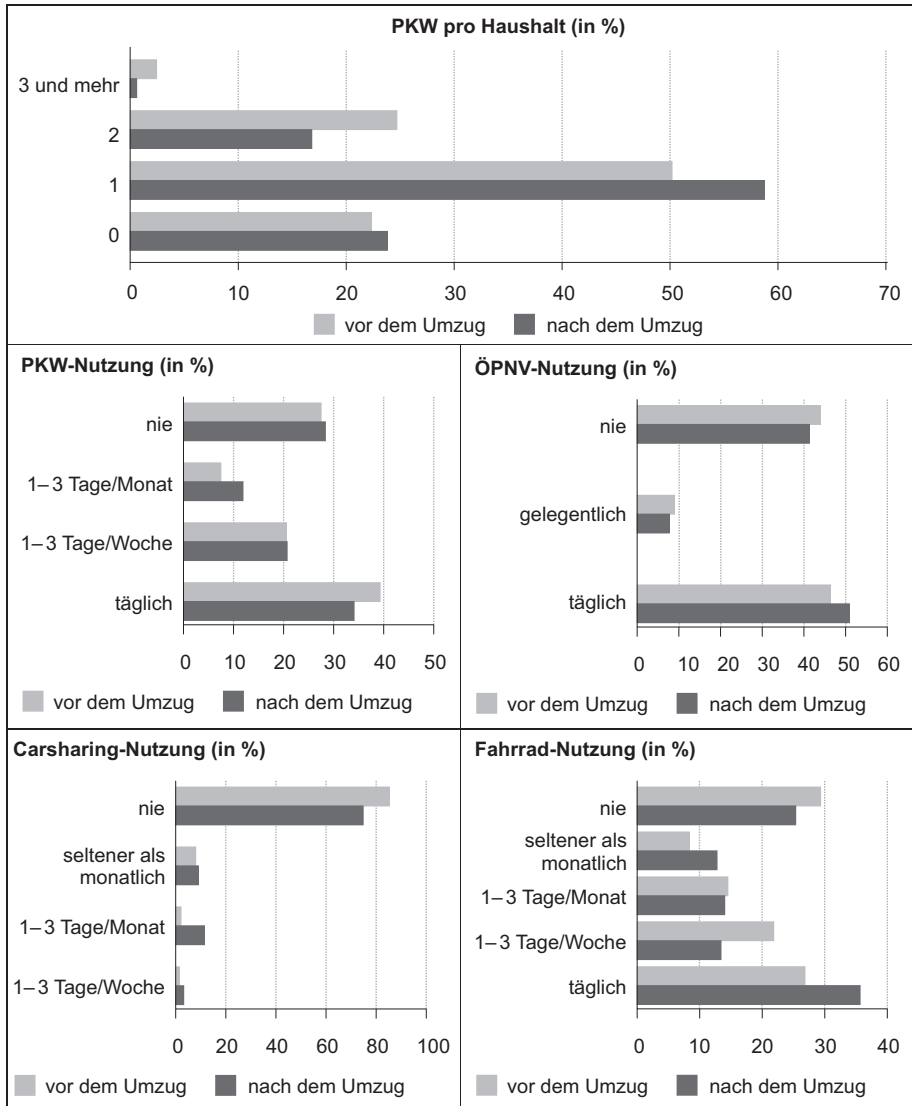 PKW pro Haushalt (in %)
3 und mehr
2
1
0
0 10 20 30 40 50 60 70
vor dem Umzug nach dem Umzug
PKW-Nutzung (in %)
nie
1–3 Tage/Monat
1–3 Tage/Woche
täglich
0 10 20 30 40 50
vor dem Umzug nach dem Umzug
ÖPNV-Nutzung (in %)
nie
gelegentlich
täglich
0 10 20 30 40 50 60
vor dem Umzug nach dem Umzug
Carsharing-Nutzung (in %)
nie
seltener als
monatlich
1–3 Tage/Monat
1–3 Tage/Woche
0 20 40 60 80 100
vor dem Umzug nach dem Umzug
Fahrrad-Nutzung (in %)
nie
seltener als
monatlich
1–3 Tage/Monat
1–3 Tage/Woche
täglich
0 10 20 30 40
vor dem Umzug nach dem Umzug